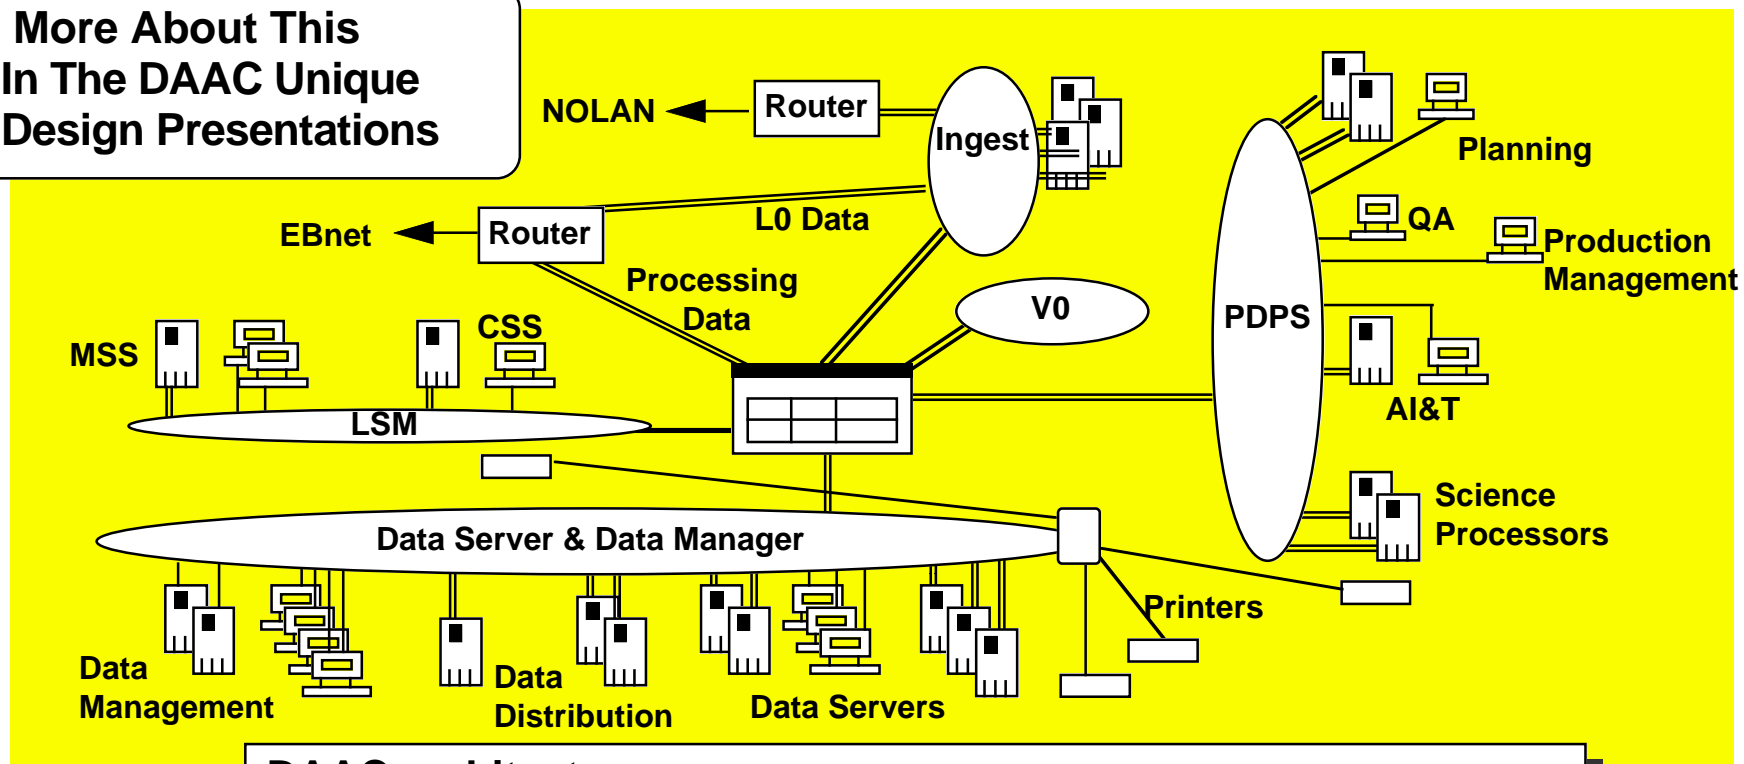 More About This
In The DAAC Unique
Design Presentations
NOLAN
Router
Ingest
Planning
EBnet
Router
L0 Data
QA
Production
Management
Processing
Data
V0
PDPS
MSS
CSS
LSM
AI&T
Science
Processors
Data Server & Data Manager
Printers
Data
Management
Data
Distribution
Data Servers